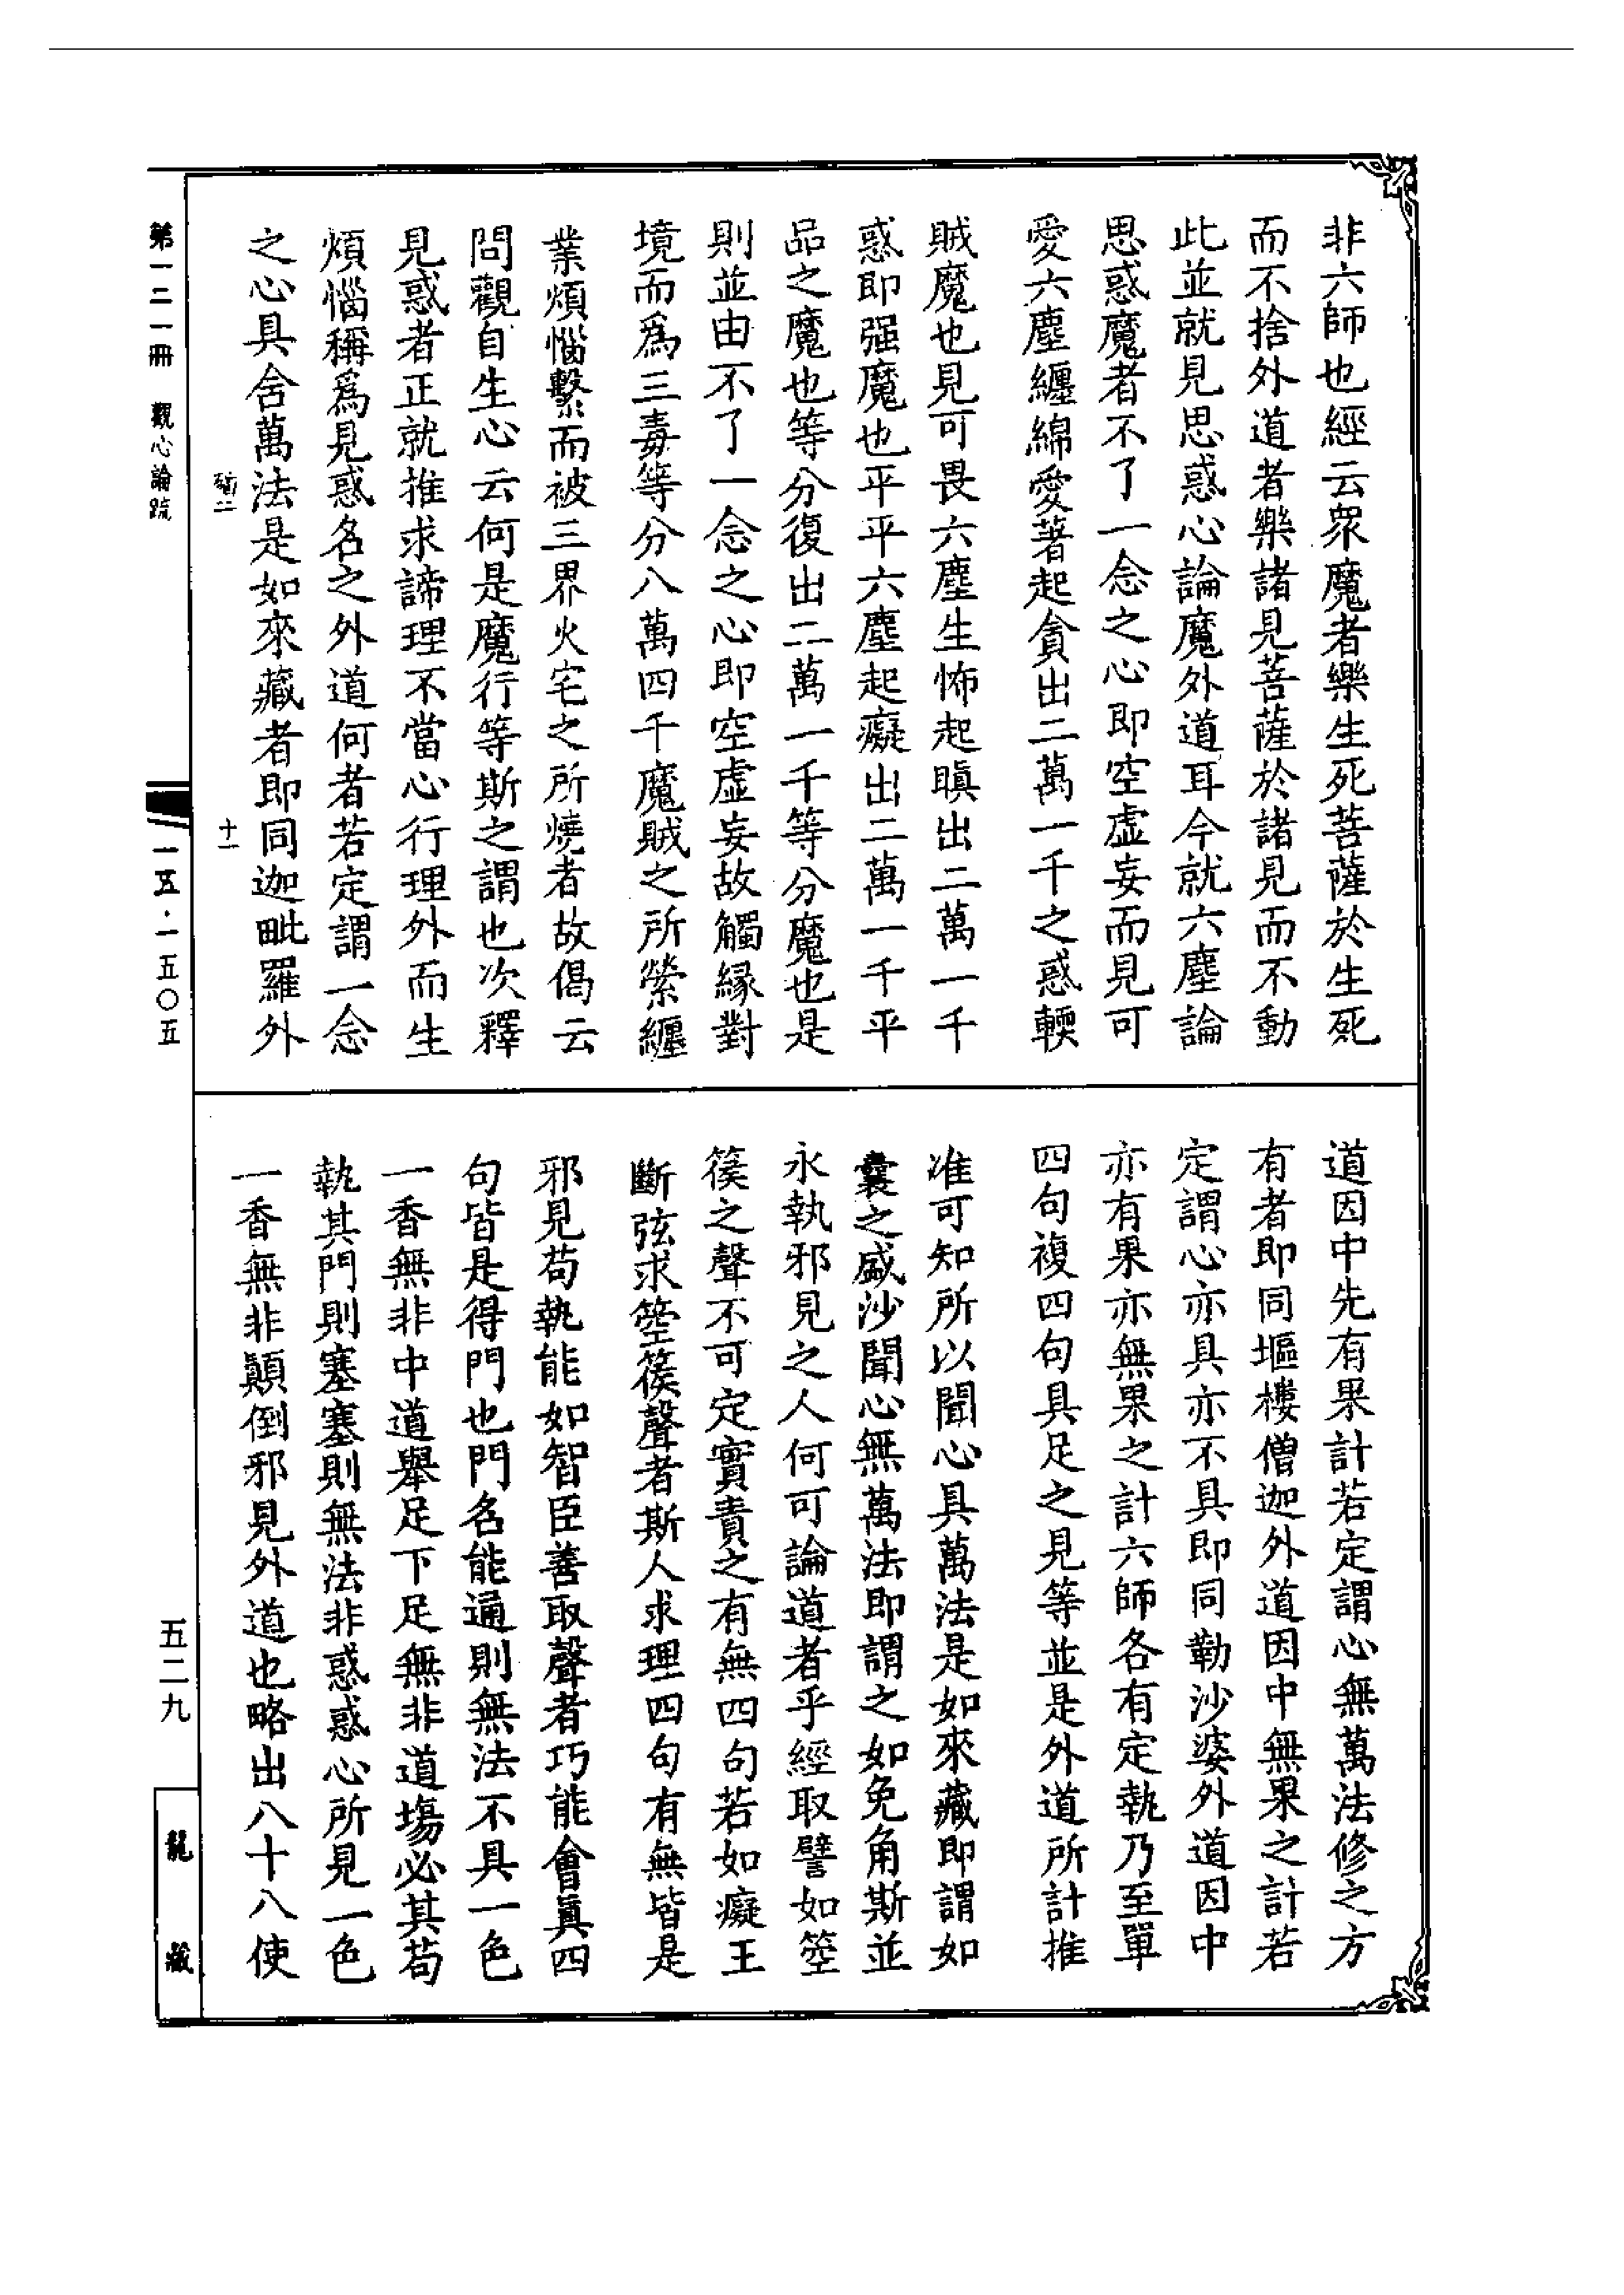 非六師也經云眾魔者樂生死菩薩於生死
而不捨外道者樂諸見菩薩於諸見而不動
此並就見思惑心論魔外道耳今就六塵論
思惑魔者不了一念之心即空虛妄而見可
愛六塵纏綿愛著起貪出二萬一千之惑輭
賊魔也見可畏六塵生怖起瞋出二萬一千
惑即强魔也平平六塵起癡出二萬一千平
品之魔也等分復出二萬一千等分魔也是
則並由不了一念之心即空虛妄故觸緣對
境而為三毒等分八萬四千魔賊之所縈纏
業煩惱繫而被三界火宅之所燒者故偈云
問觀自生心云何是魔行等斯之謂也次釋
見惑者正就推求諦理不當心行理外而生
煩惱稱為見惑名之外道何者若定謂一念
之心具含萬法是如來藏者即同迦毗羅外
道因中先有果計若定謂心無萬法修之方
有者即同塸樓僧迦外道因中無果之計若
定謂心亦具亦不具即同勒沙婆外道因中
亦有果亦無果之計六師各有定執乃至單
四句複四句具足之見等並是外道所計推
准可知所以聞心具萬法是如來藏即謂如
囊之盛沙聞心無萬法即謂之如兔角斯並
永執邪見之人何可論道者乎經取譬如箜
篌之聲不可定實責之有無四句若如癡王
斷弦求箜篌聲者斯人求理四句有無皆是
邪見苟執能如智臣善取聲者巧能會真四
句皆是得門也門名能通則無法不具一色
一香無非中道舉足下足無非道場必其苟
執其門則塞塞則無法非惑惑心所見一色
一香無非顛倒邪見外道也略出八十八使
第一二一冊　觀心論疏
十一
一五·一五〇五
五二九
龍藏